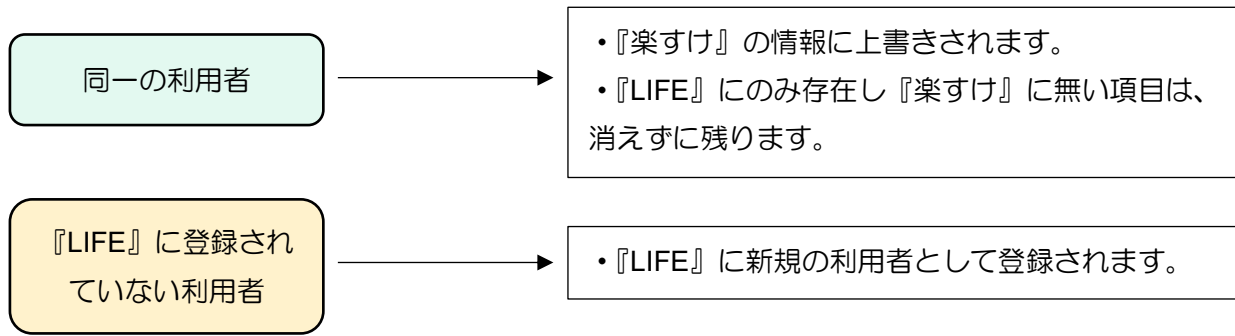 同一の利用者
・『楽すけ』の情報に上書きされます。
・『LIFE』にのみ存在し『楽すけ』に無い項目は、
消えずに残ります。
『LIFE』に登録され
ていない利用者
・『LIFE』に新規の利用者として登録されます。